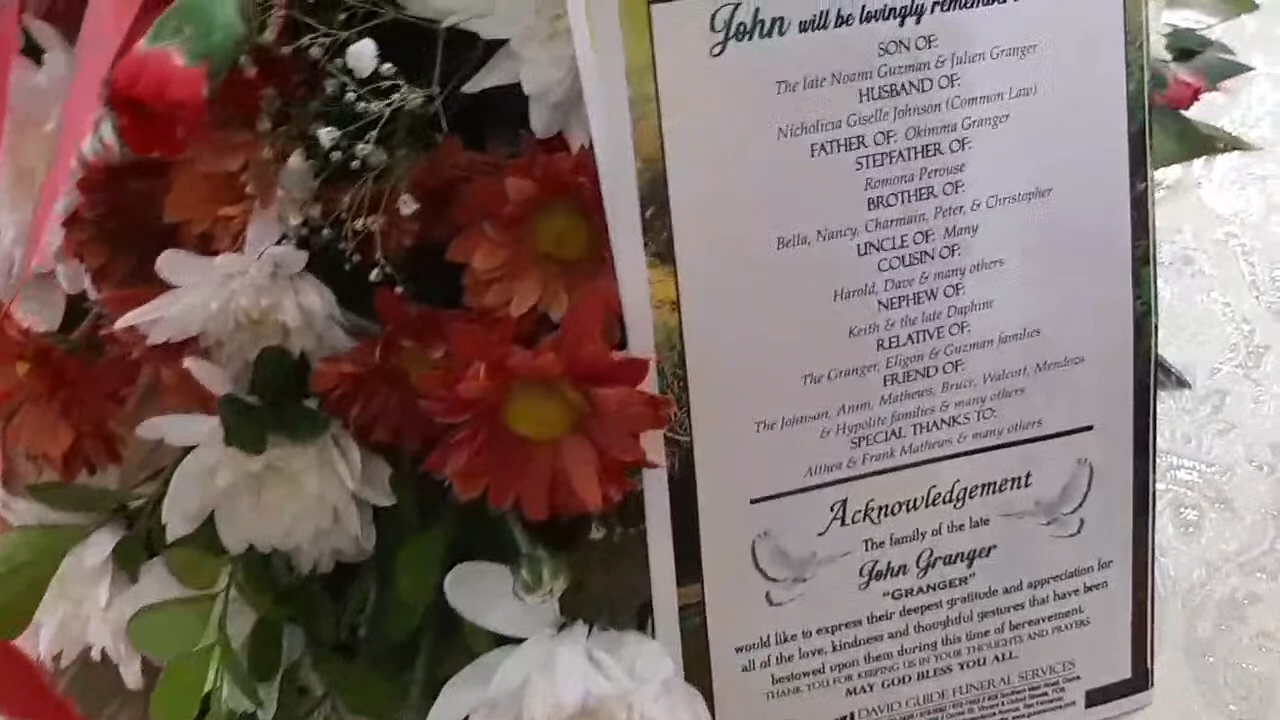 John will be lovingly
SON OF:
The late Noami Guzman & Julien Granger
HUSBAND OF:
Nicholicia Giselle Johnson (Common Law)
FATHER OF: Okimma Granger
STEPFATHER OF:
Romona Perouse
BROTHER OF:
Bella, Nancy, Charmain, Peter, & Christopher
UNCLE OF: Many
COUSIN OF:
Harold, Dave & many others
NEPHEW OF:
Keith & the late Daphine
RELATIVE OF:
The Granger, Eligon & Guzman families
FRIEND OF:
The Johnson, Anim, Mathews, Bruce, Walcott, Mendoza
& Hypolite families & many others
SPECIAL THANKS TO:
Althea & Frank Mathews & many others
Acknowledgement
The family of the late
John Granger
"GRANGER"
would like to express their deepest gratitude and appreciation for
all of the love, kindness and thoughtful gestures that have been
bestowed upon them during this time of bereavement.
THANK YOU FOR KEEPING US IN YOUR THOUGHTS AND PRAYERS
MAY GOD BLESS YOU ALL.
DAVID GUIDE FUNERAL SERVICES